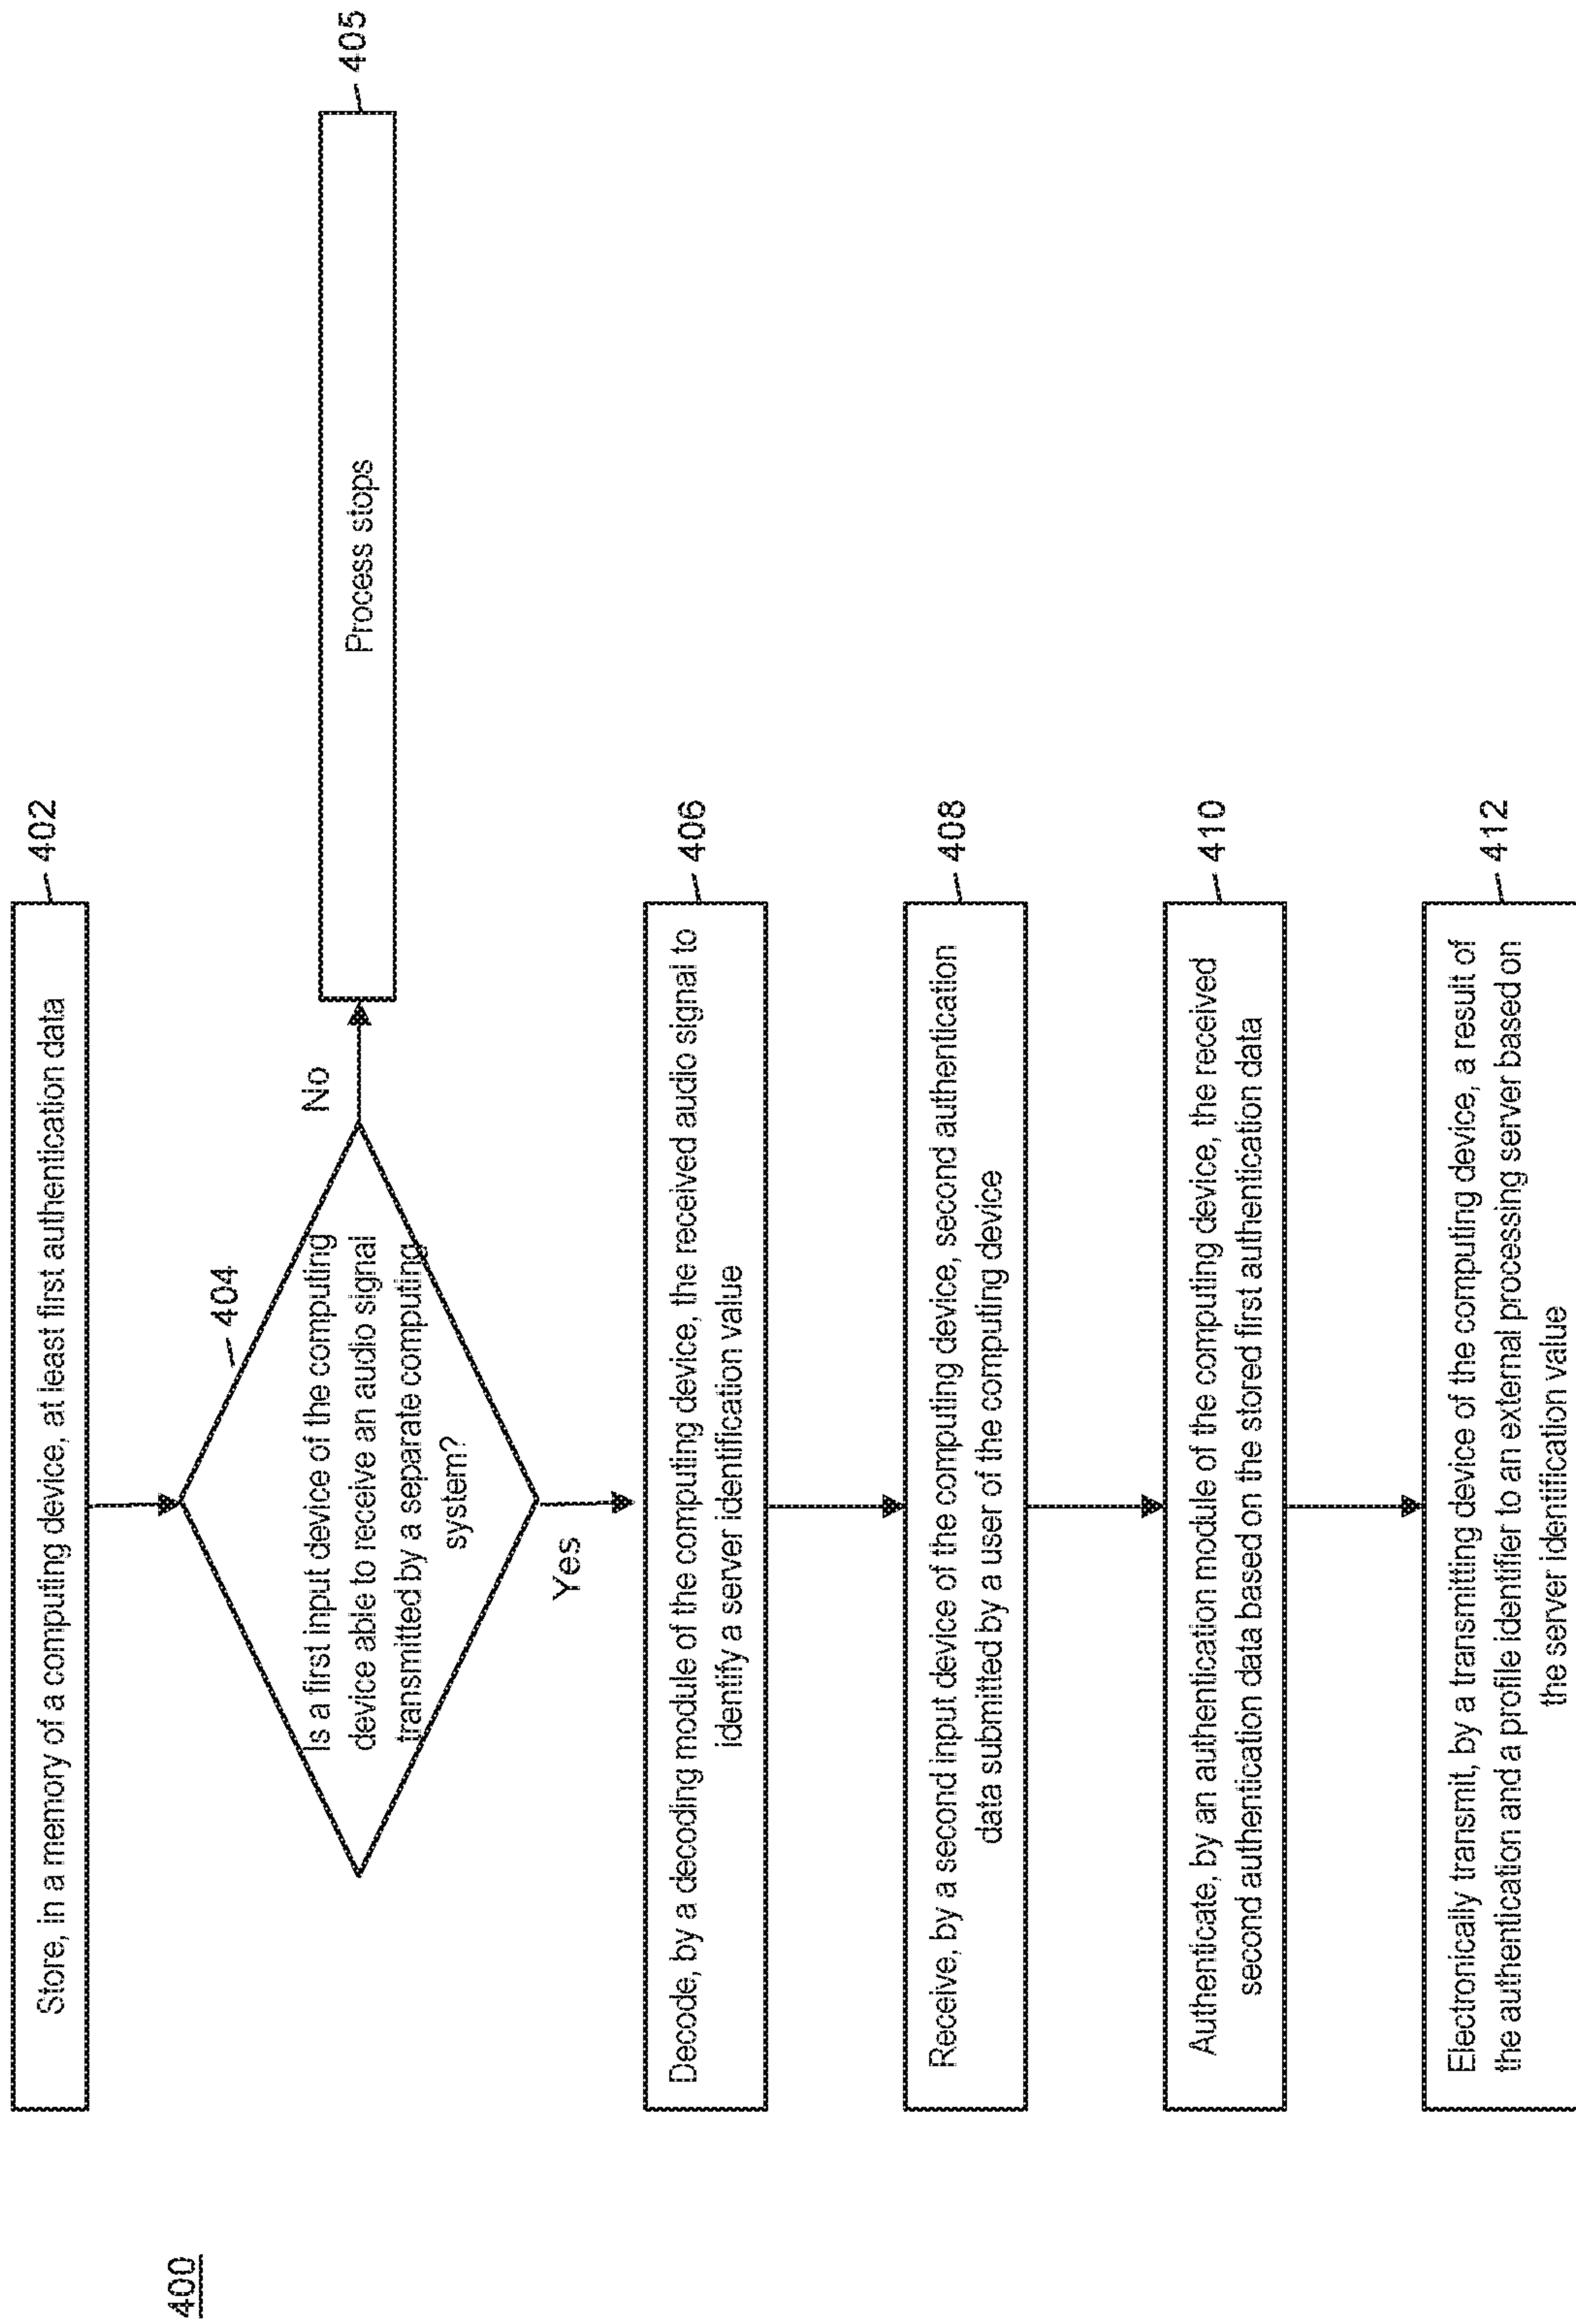 400
Store, in a memory of a computing device, at least first authentication data
402
404
Is a first input device of the computing
device able to receive an audio signal
transmitted by a separate computing
system?
No
Process stops
405
Yes
Decode, by a decoding module of the computing device, the received audio signal to
identify a server identification value
406
Receive, by a second input device of the computing device, second authentication
data submitted by a user of the computing device
408
Authenticate, by an authentication module of the computing device, the received
second authentication data based on the stored first authentication data
410
Electronically transmit, by a transmitting device of the computing device, a result of
the authentication and a profile identifier to an external processing server based on
the server identification value
412